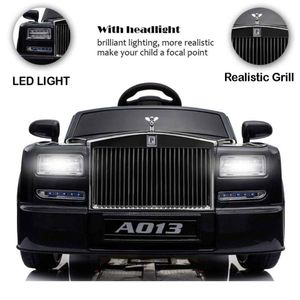 With headlight
brilliant lighting, more realistic
make your child a focal point
LED LIGHT
Realistic Grill
A013